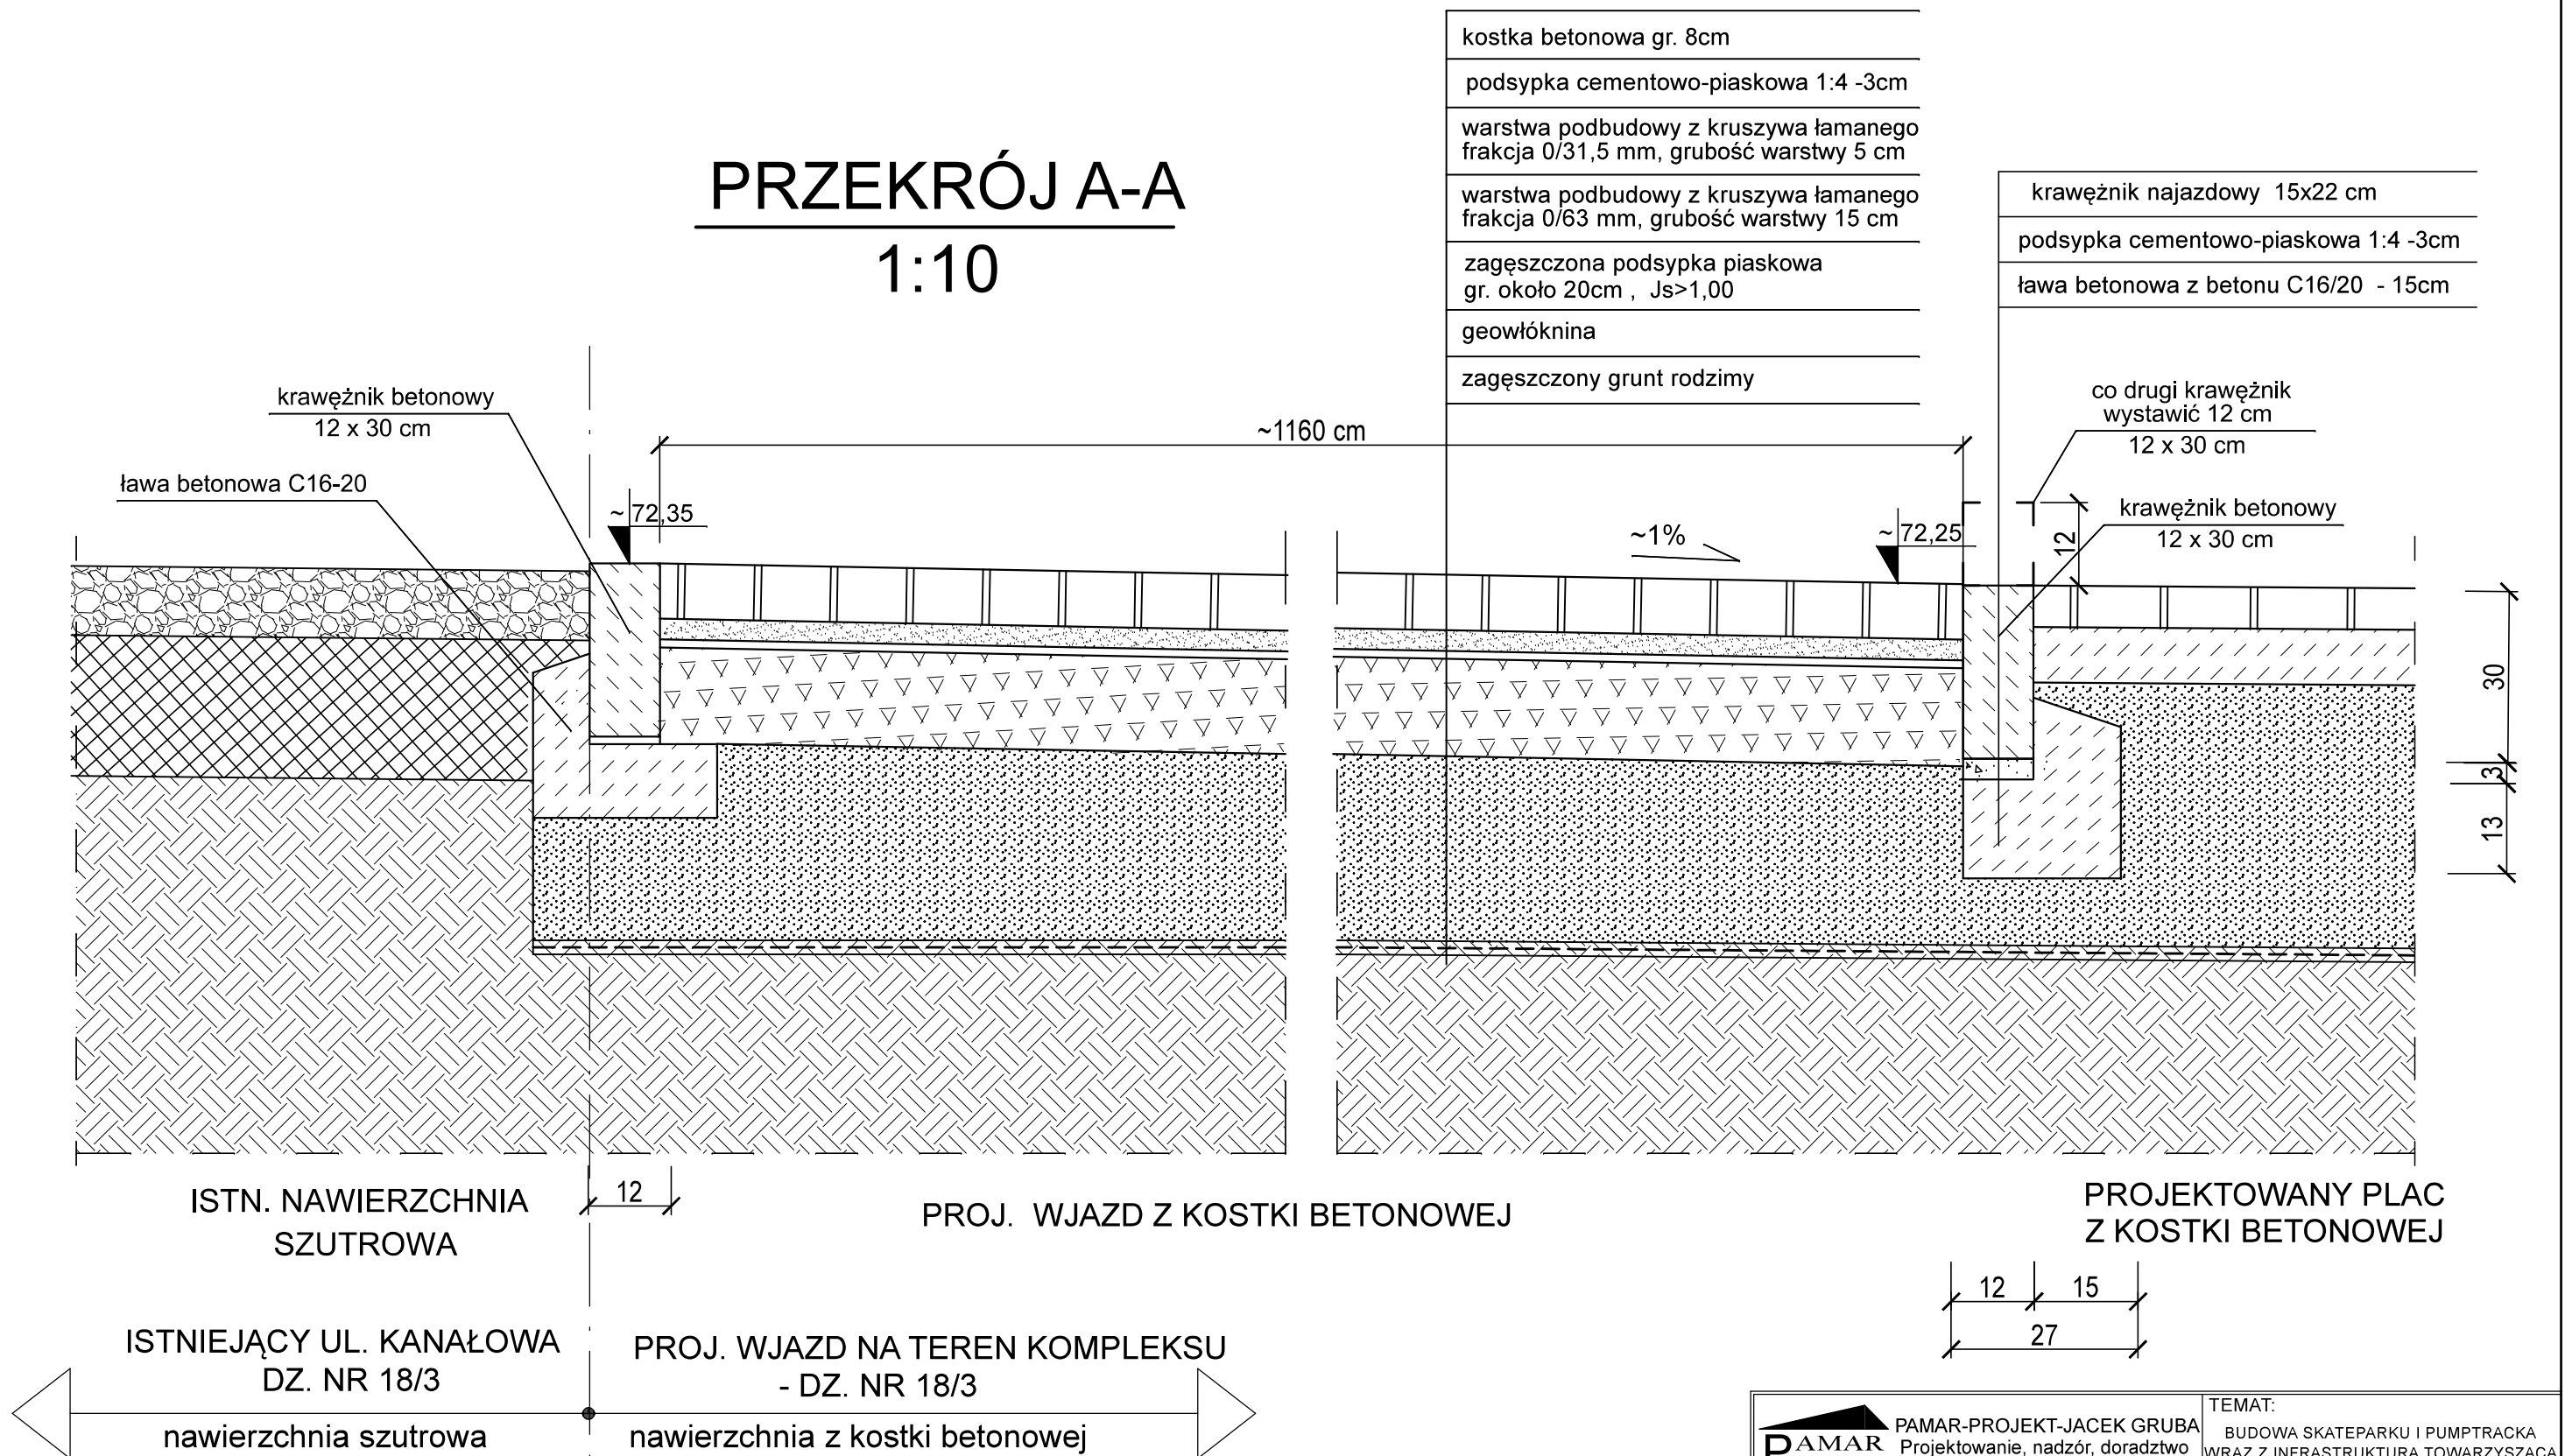 PRZEKRÓJ A-A
1:10
kostka betonowa gr. 8cm
podsypka cementowo-piaskowa 1:4 -3cm
warstwa podbudowy z kruszywa łamanego
frakcja 0/31,5 mm, grubość warstwy 5 cm
warstwa podbudowy z kruszywa łamanego
frakcja 0/63 mm, grubość warstwy 15 cm
zagęszczona podsypka piaskowa
gr. około 20cm , Js>1,00
geowłóknina
zagęszczony grunt rodzimy
krawężnik najazdowy 15x22 cm
podsypka cementowo-piaskowa 1:4 -3cm
ława betonowa z betonu C16/20 - 15cm
krawężnik betonowy
12 x 30 cm
ława betonowa C16-20
~ 72,35
~1160 cm
~1%
~ 72,25
co drugi krawężnik
wystawić 12 cm
12 x 30 cm
krawężnik betonowy
12 x 30 cm
12
30
3
13
ISTN. NAWIERZCHNIA
SZUTROWA
12
PROJ. WJAZD Z KOSTKI BETONOWEJ
PROJEKTOWANY PLAC
Z KOSTKI BETONOWEJ
12
15
27
ISTNIEJĄCY UL. KANAŁOWA
DZ. NR 18/3
nawierzchnia szutrowa
PROJ. WJAZD NA TEREN KOMPLEKSU
- DZ. NR 18/3
nawierzchnia z kostki betonowej
PAMAR
PAMAR-PROJEKT-JACEK GRUBA
Projektowanie, nadzór, doradztwo
TEMAT:
BUDOWA SKATEPARKU I PUMPTRACKA
WRAZ Z INFRASTRUKTURĄ TOWARZYSZĄCĄ